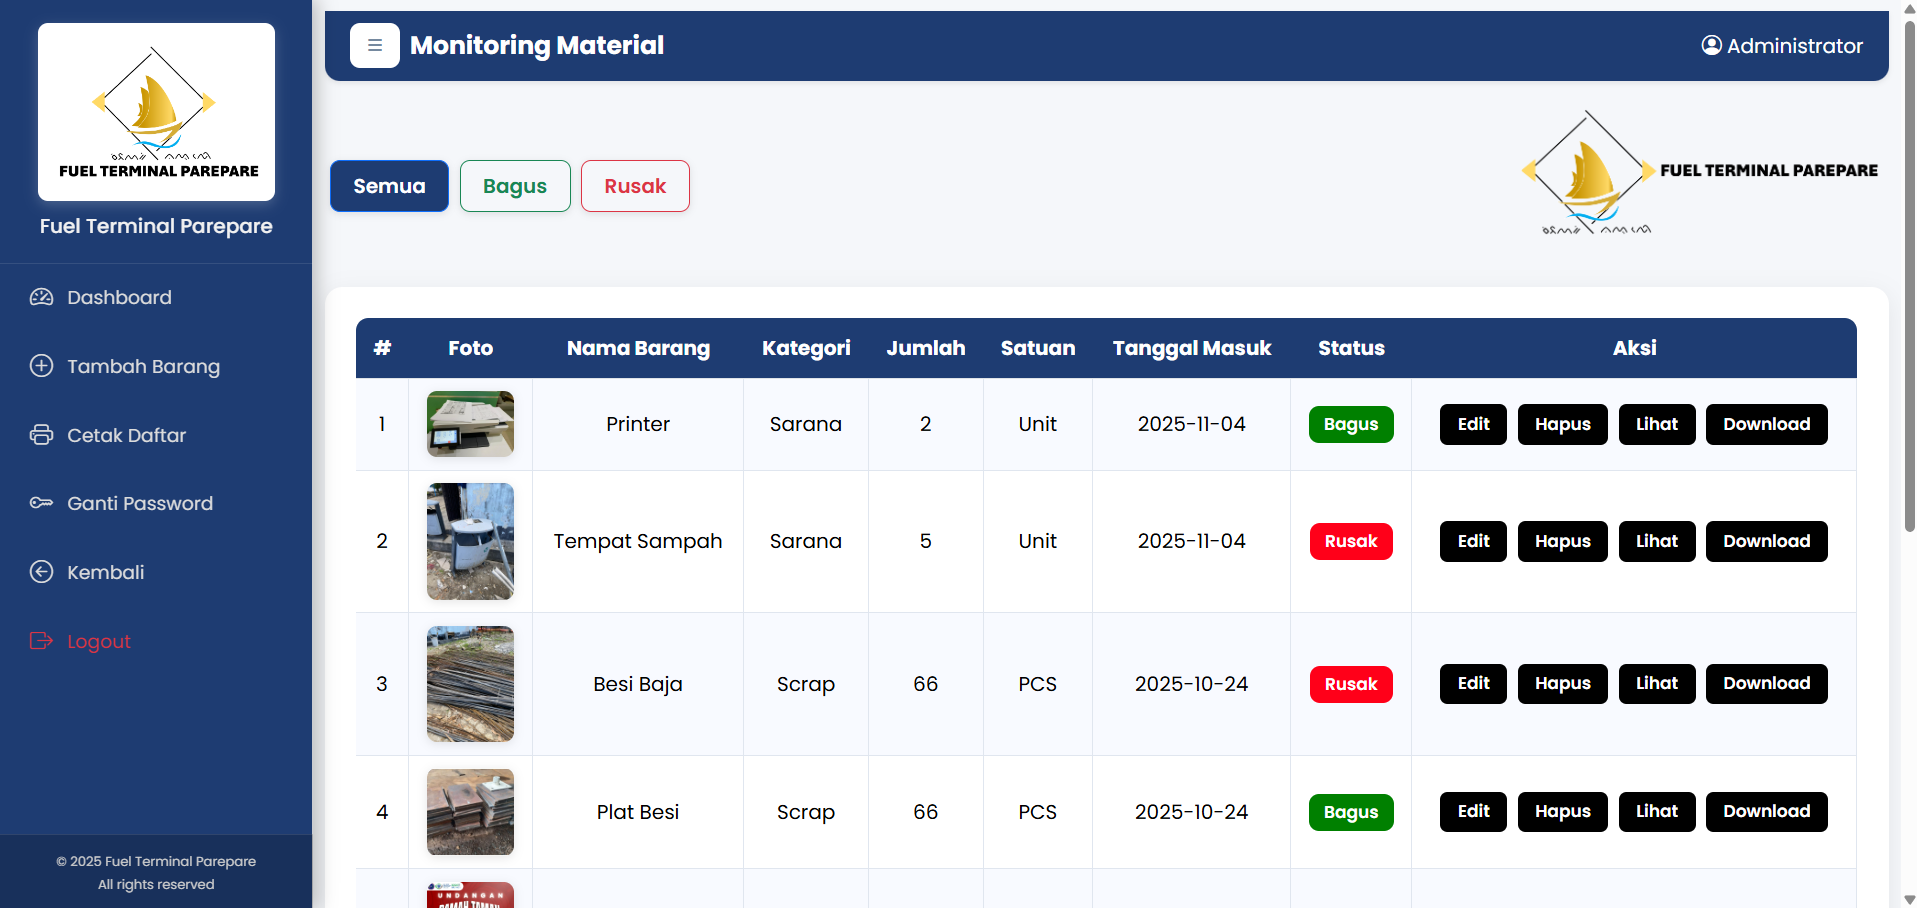 FUEL TERMINAL PAREPARE
Fuel Terminal Parepare
Dashboard
Tambah Barang
Cetak Daftar
Ganti Password
Kembali
Logout
© 2025 Fuel Terminal Parepare
All rights reserved
Monitoring Material
Administrator
Semua Bagus Rusak
FUEL TERMINAL PAREPARE
# Foto Nama Barang Kategori Jumlah Satuan Tanggal Masuk Status Aksi
1 Printer Sarana 2 Unit 2025-11-04 Bagus Edit Hapus Lihat Download
2 Tempat Sampah Sarana 5 Unit 2025-11-04 Rusak Edit Hapus Lihat Download
3 Besi Baja Scrap 66 PCS 2025-10-24 Rusak Edit Hapus Lihat Download
4 Plat Besi Scrap 66 PCS 2025-10-24 Bagus Edit Hapus Lihat Download
UNDANGAN